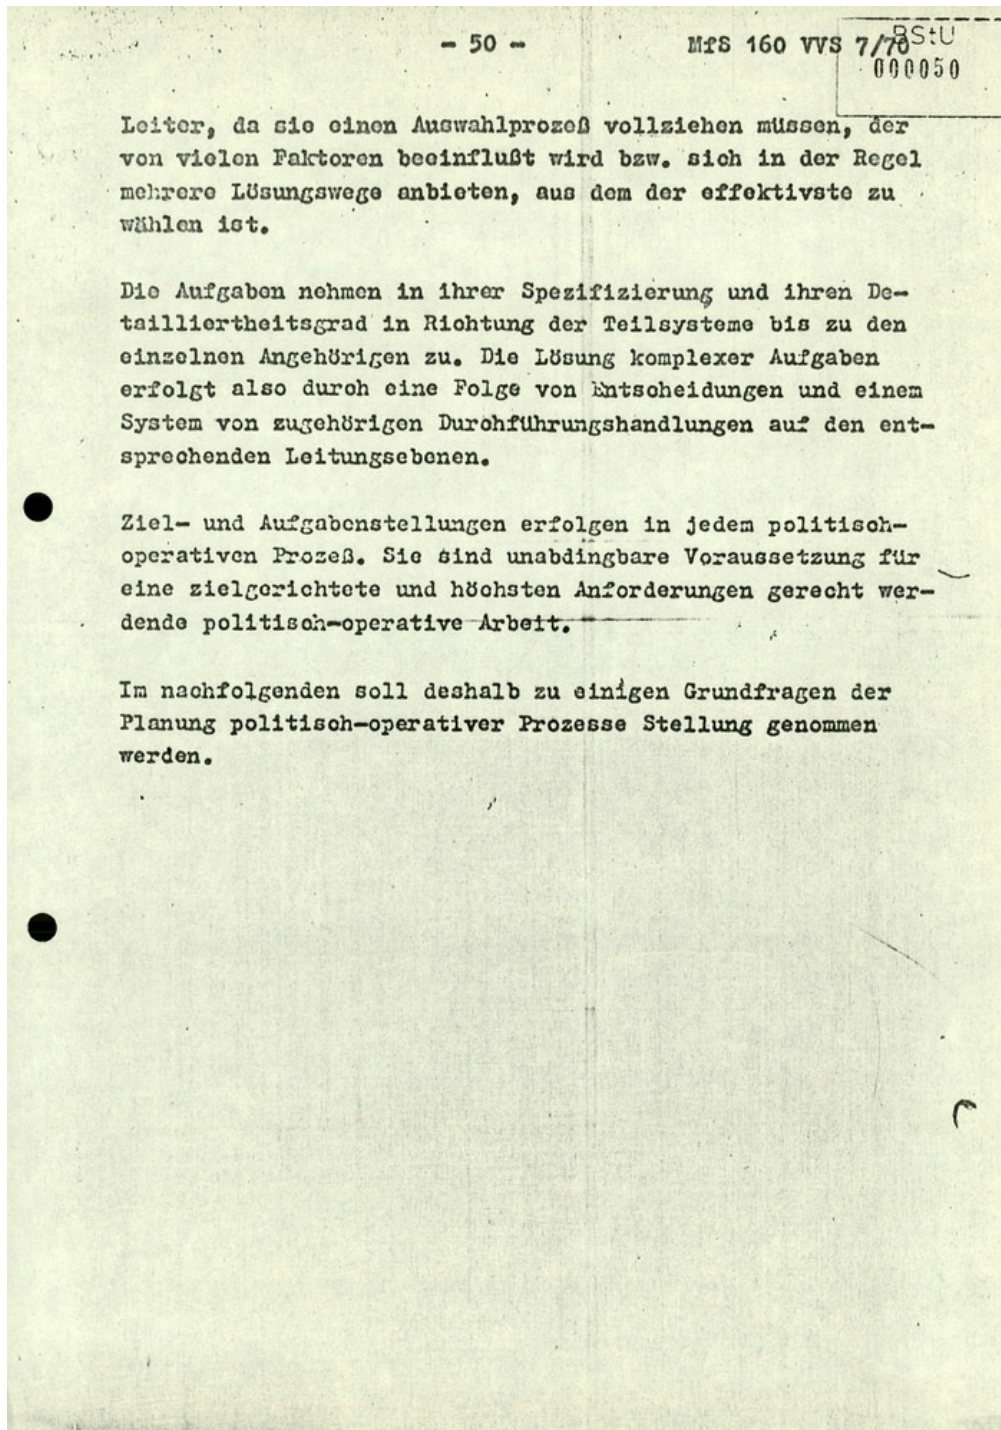 - 50 -
MfS 160 VVS 7/70
BStU
000050
Leiter, da sie einen Auswahlprozeß vollziehen müssen, der
von vielen Faktoren beeinflußt wird bzw. sich in der Regel
mehrere Lösungswege anbieten, aus dem der effektivste zu
wählen ist.
Die Aufgaben nehmen in ihrer Spezifizierung und ihren De-
tailliertheitsgrad in Richtung der Teilsysteme bis zu den
einzelnen Angehörigen zu. Die Lösung komplexer Aufgaben
erfolgt also durch eine Folge von Entscheidungen und einem
System von zugehörigen Durchführungshandlungen auf den ent-
sprechenden Leitungsebenen.
Ziel- und Aufgabenstellungen erfolgen in jedem politisch-
operativen Prozeß. Sie sind unabdingbare Voraussetzung für
eine zielgerichtete und höchsten Anforderungen gerecht wer-
dende politisch-operative Arbeit.
Im nachfolgenden soll deshalb zu einigen Grundfragen der
Planung politisch-operativer Prozesse Stellung genommen
werden.